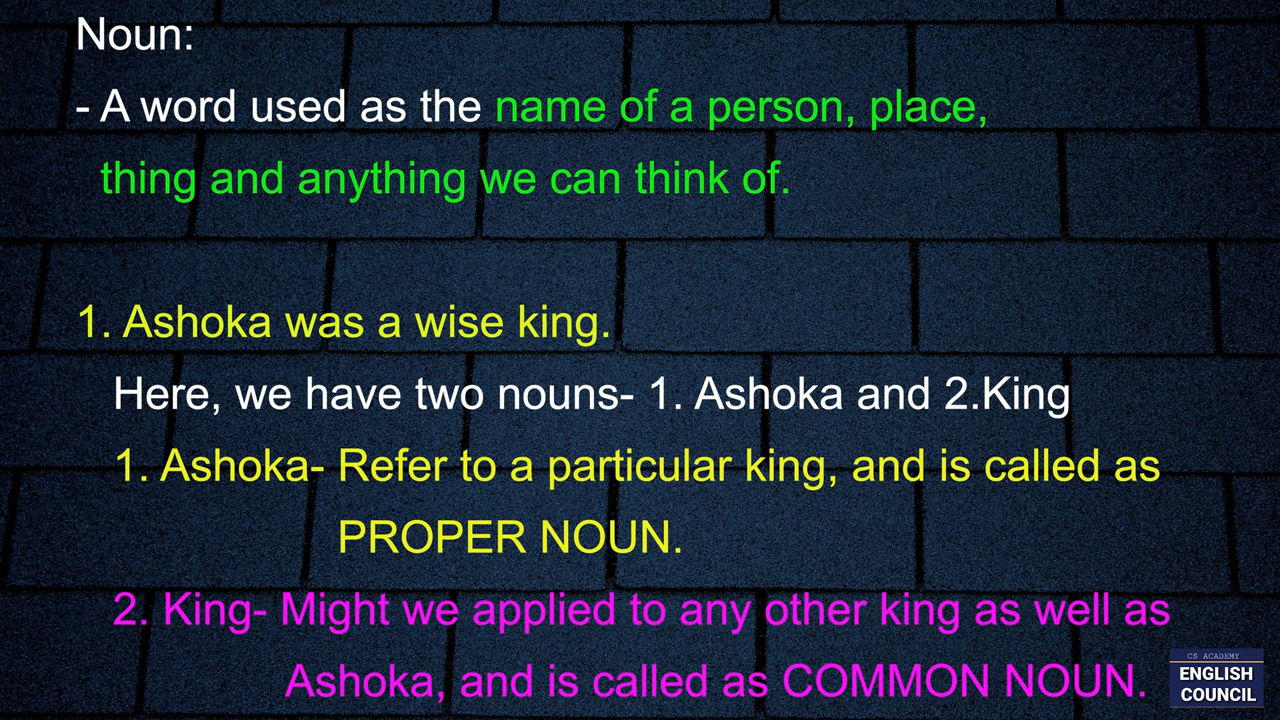 Noun:
- A word used as the name of a person, place,
thing and anything we can think of.
1. Ashoka was a wise king.
Here, we have two nouns- 1. Ashoka and 2.King
1. Ashoka- Refer to a particular king, and is called as
PROPER NOUN.
2. King- Might we applied to any other king as well as
Ashoka, and is called as COMMON NOUN.
CS ACADEMY
ENGLISH
COUNCIL